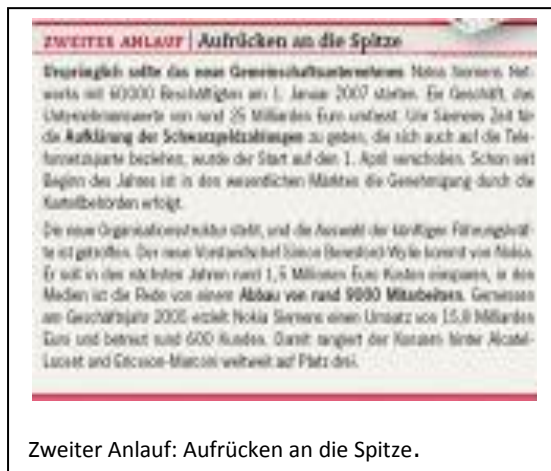 ZWEITER ANLAUF | Aufrücken an die Spitze
Ursprünglich sollte das neue Gemeinschaftsunternehmen Nokia Siemens Net-
works mit 60000 Beschäftigten am 1. Januar 2007 starten. Ein Geschäft, das
Unternehmenswerte von rund 25 Milliarden Euro umfasst. Um Siemens Zeit für
die Aufklärung der Schwarzgeldzahlungen zu geben, die sich auch auf die Tele-
fonnetzsparte beziehen, wurde der Start auf den 1. April verschoben. Schon seit
Beginn des Jahres ist in den wesentlichen Märkten die Genehmigung durch die
Kartellbehörden erfolgt.
Die neue Organisationsstruktur steht, und die Auswahl der künftigen Führungskräf-
te ist getroffen. Der neue Vorstandschef Simon Beresford-Wylie kommt von Nokia.
Er soll in den nächsten Jahren rund 1,5 Millionen Euro Kosten einsparen, in den
Medien ist die Rede von einem Abbau von rund 9000 Mitarbeitern. Gemessen
am Geschäftsjahr 2005 erzielt Nokia Siemens einen Umsatz von 15,8 Milliarden
Euro und betreut rund 600 Kunden. Damit rangiert der Konzern hinter Alcatel-
Lucent and Ericsson-Marconi weltweit auf Platz drei.
Zweiter Anlauf: Aufrücken an die Spitze.